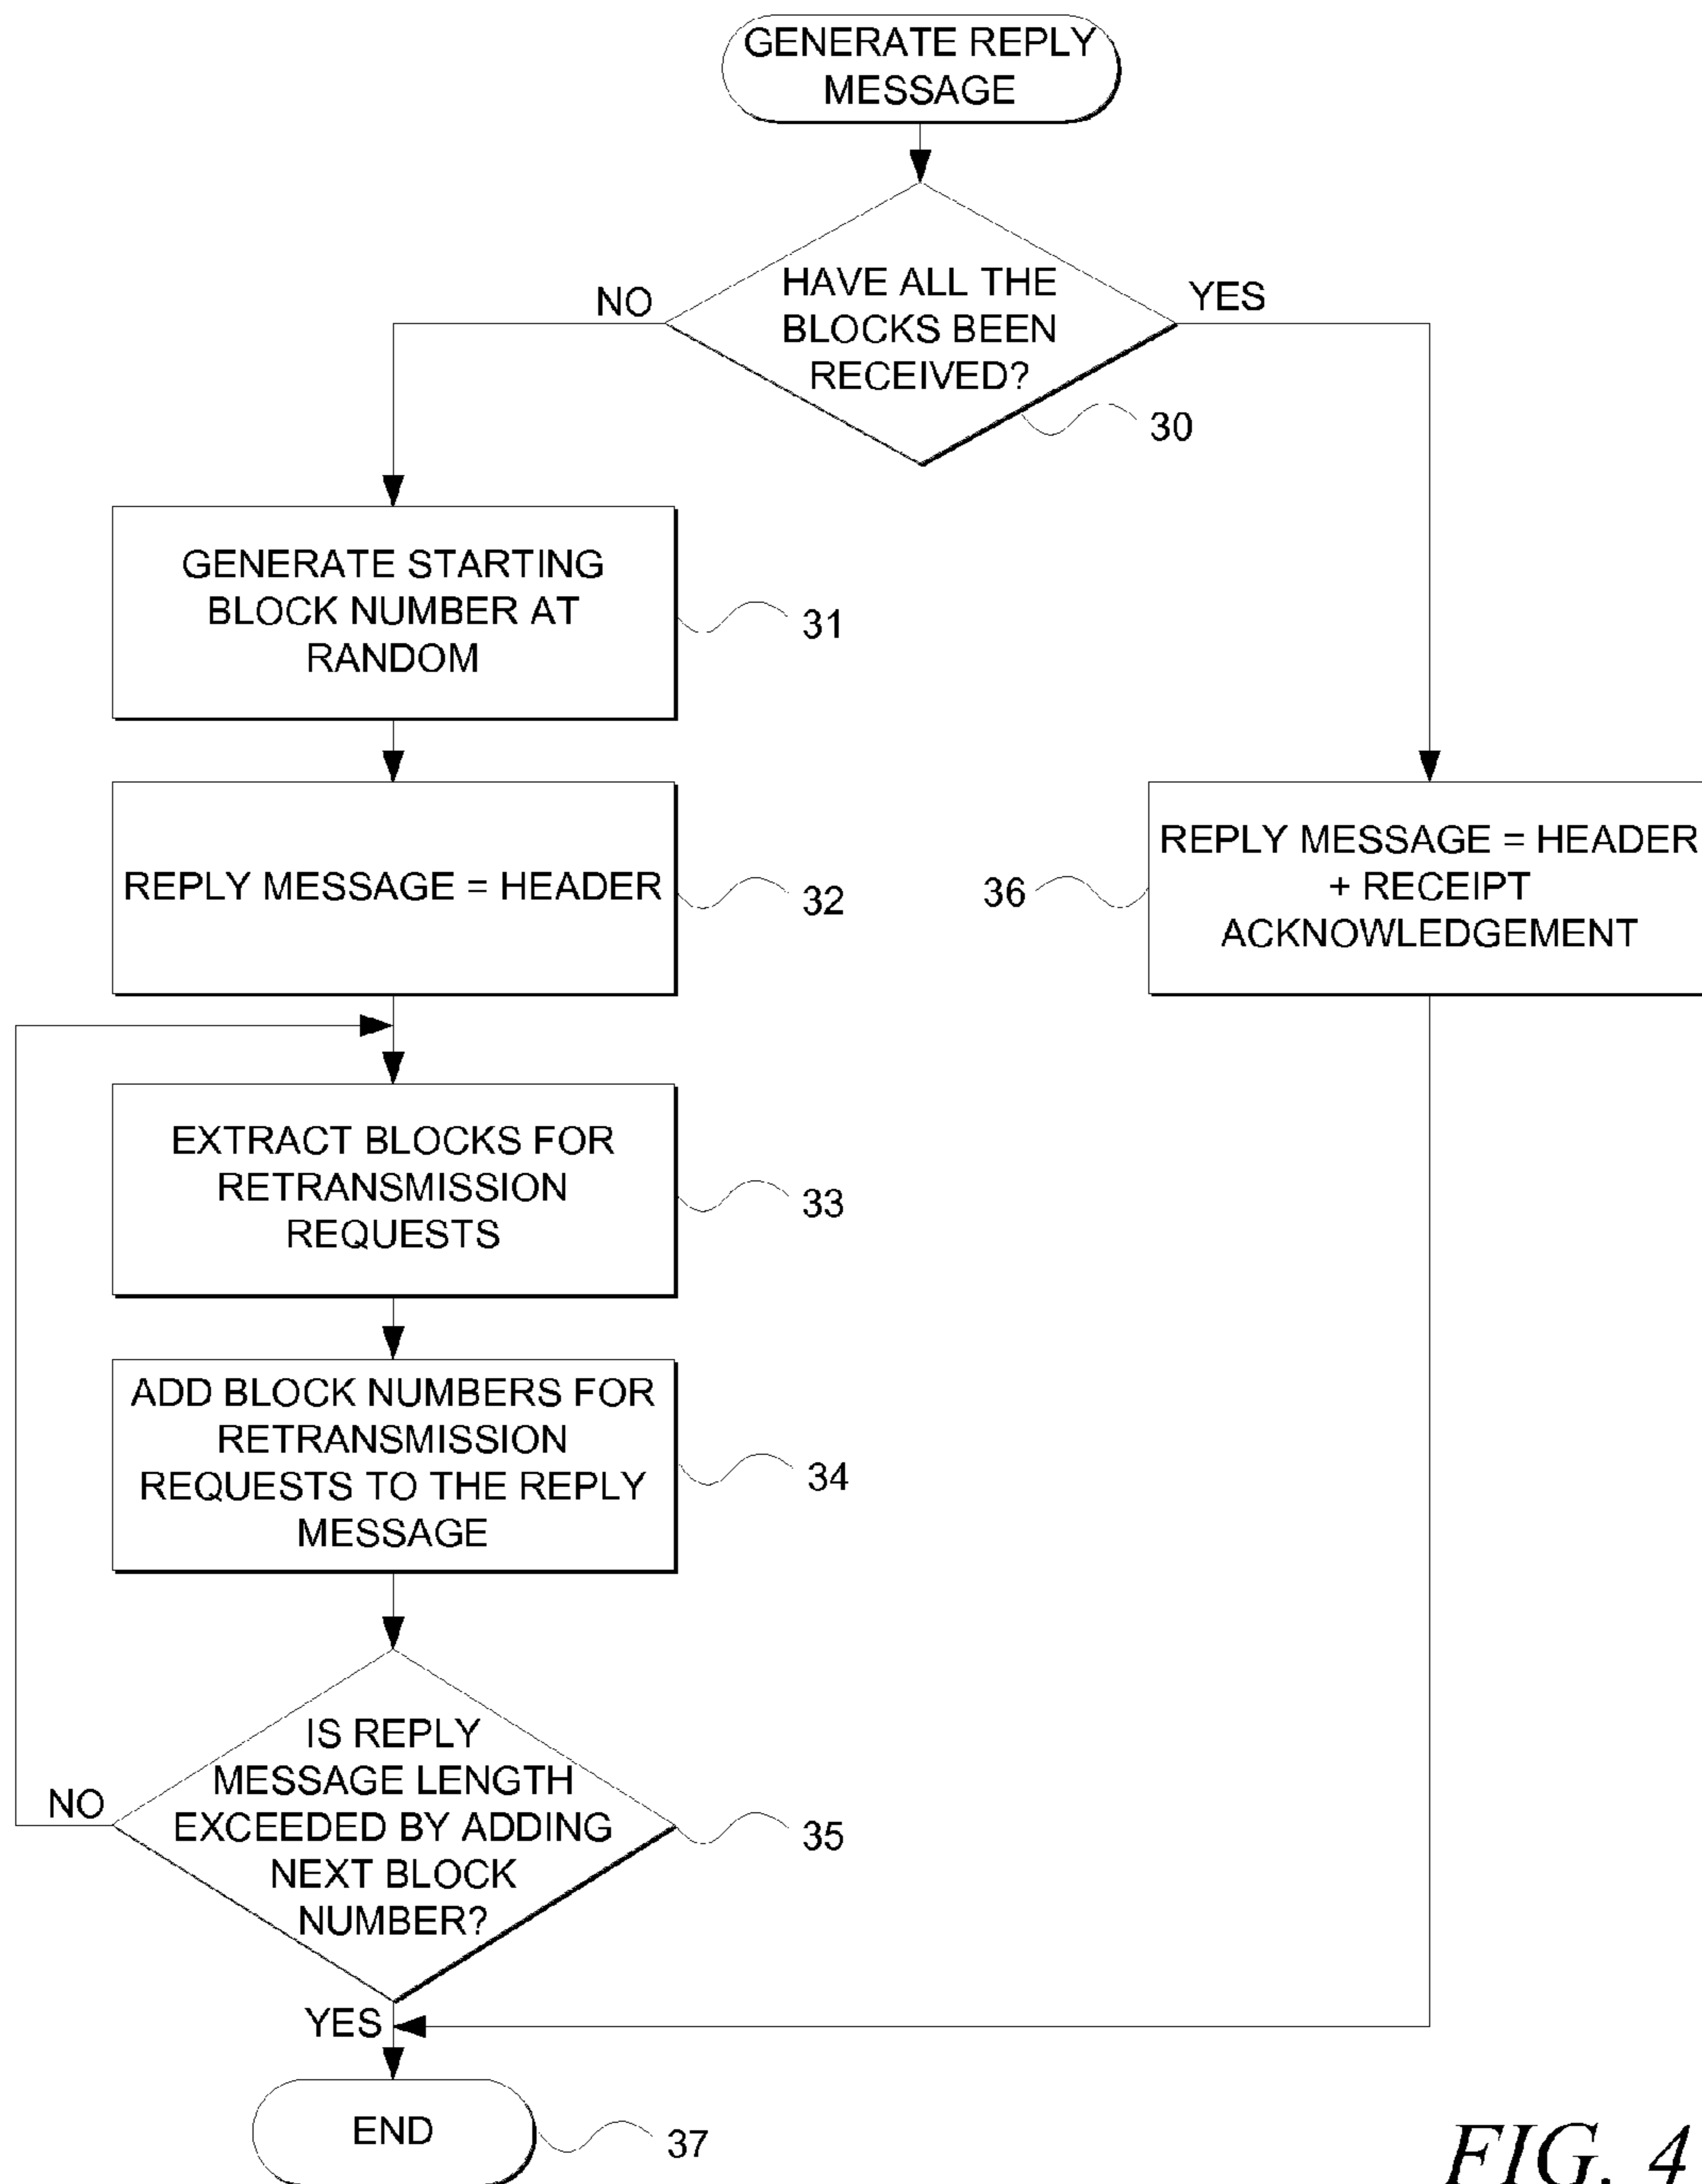 GENERATE REPLY
MESSAGE
HAVE ALL THE
BLOCKS BEEN
RECEIVED?
NO
YES
30
GENERATE STARTING
BLOCK NUMBER AT
RANDOM
31
REPLY MESSAGE = HEADER
32
REPLY MESSAGE = HEADER
+ RECEIPT
ACKNOWLEDGEMENT
36
EXTRACT BLOCKS FOR
RETRANSMISSION
REQUESTS
33
ADD BLOCK NUMBERS FOR
RETRANSMISSION
REQUESTS TO THE REPLY
MESSAGE
34
IS REPLY
MESSAGE LENGTH
EXCEEDED BY ADDING
NEXT BLOCK
NUMBER?
NO
35
YES
END
37
FIG. 4